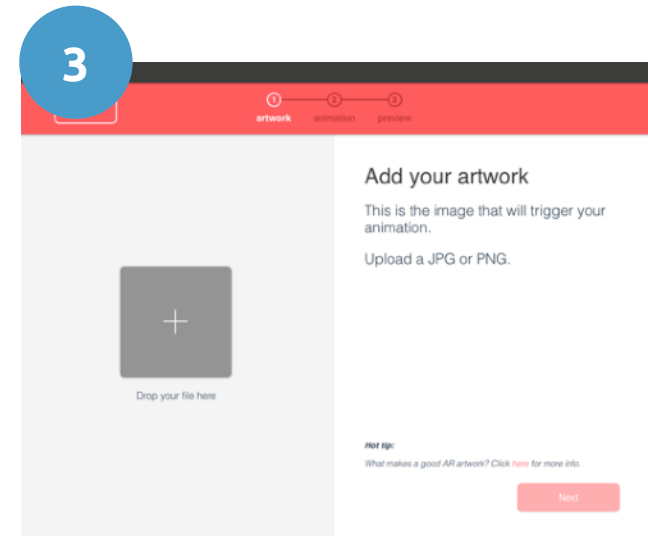 3
1 2 3
artwork animation preview
Add your artwork
This is the image that will trigger your
animation.
Upload a JPG or PNG.
Drop your file here
Hot tip:
What makes a good AR artwork? Click here for more info.
Next